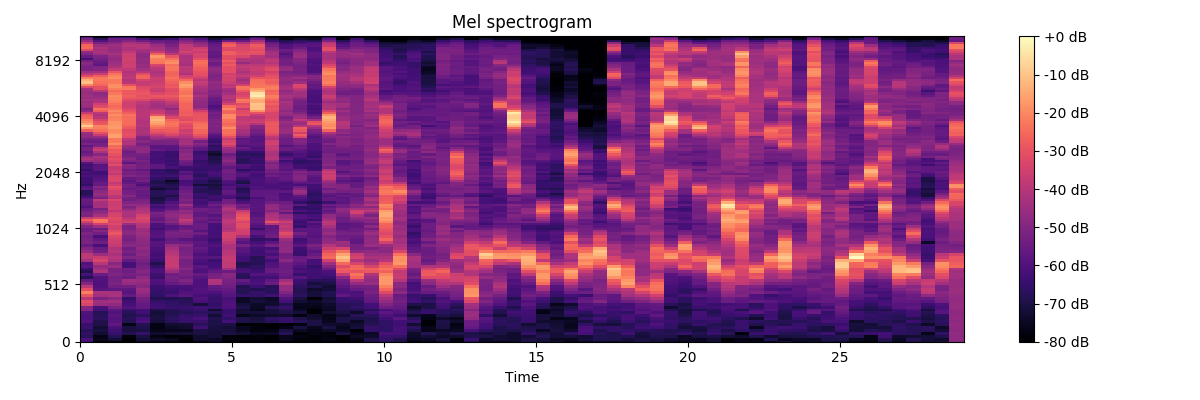 Mel spectrogram
8192
4096
2048
1024
512
0
Hz
0 5 10 15 20 25
Time
+0 dB
-10 dB
-20 dB
-30 dB
-40 dB
-50 dB
-60 dB
-70 dB
-80 dB